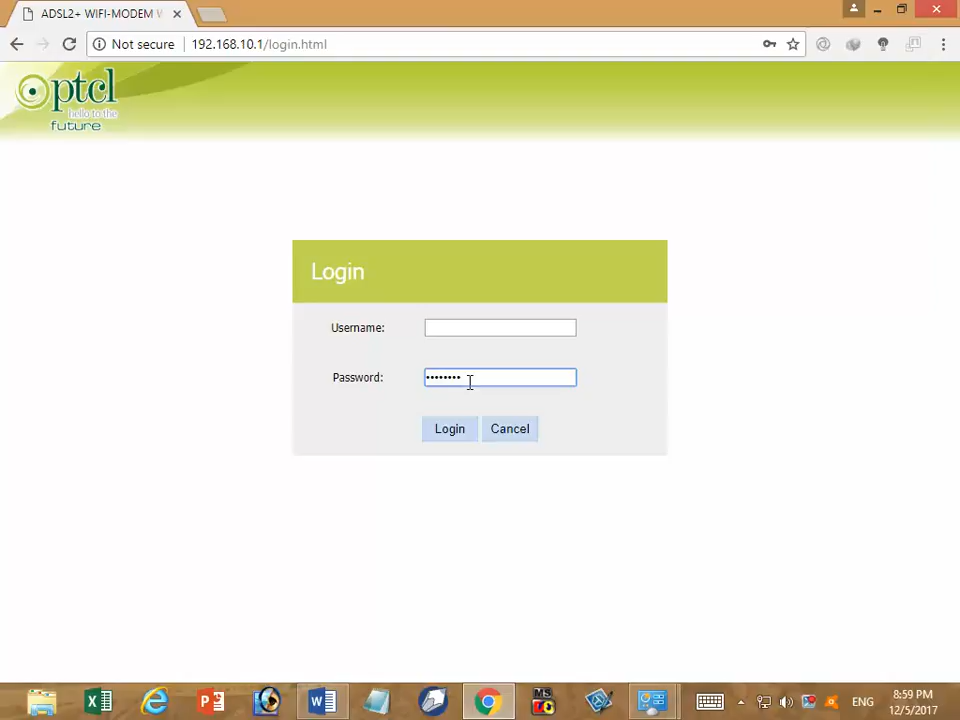 ADSL2+ WIFI-MODEM W
Not secure
192.168.10.1/login.html
ptcl
hello to the
future
Login
Username:
Password:
Login
Cancel
MS
ENG
8:59 PM
12/5/2017